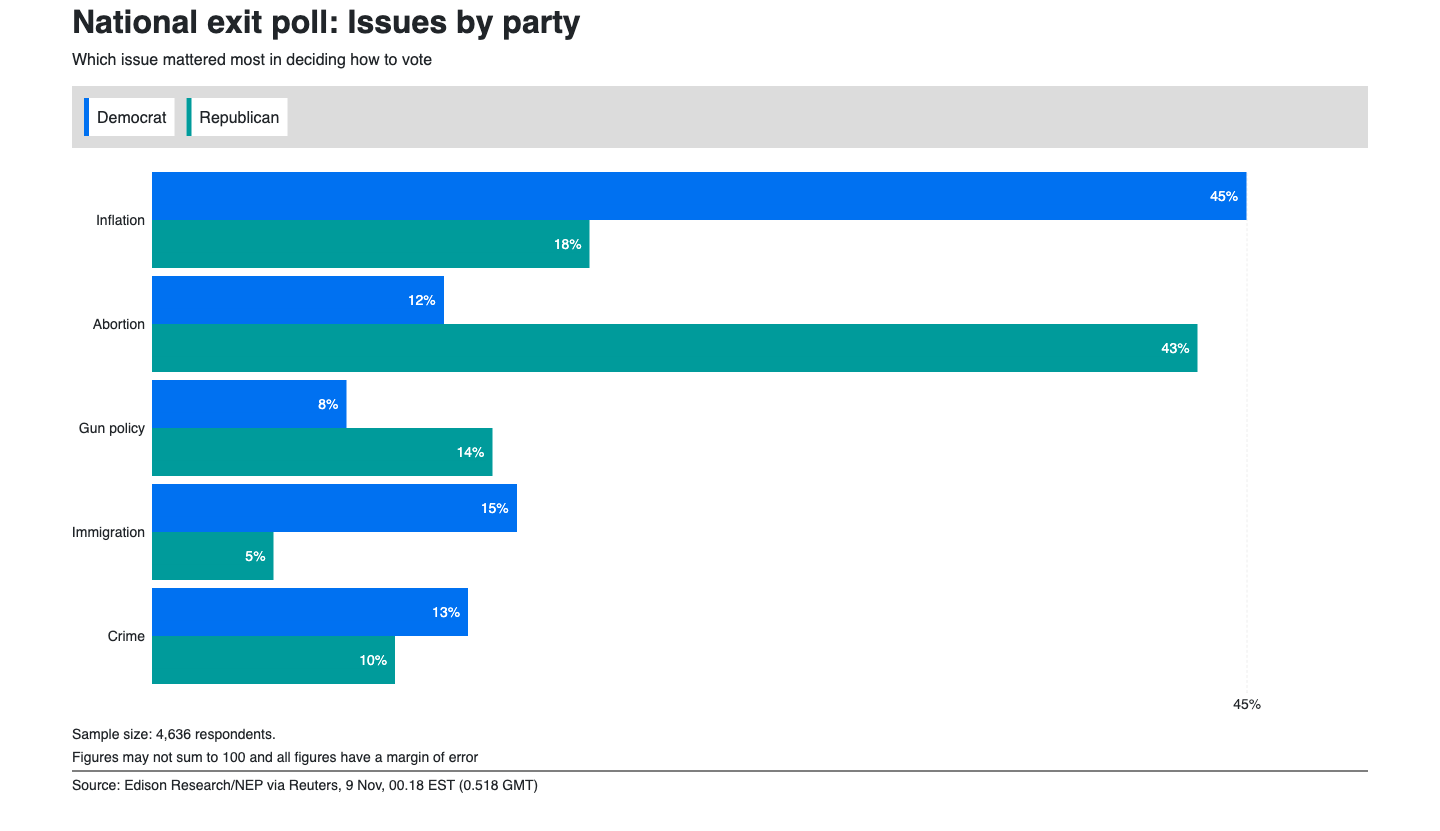 National exit poll: Issues by party
Which issue mattered most in deciding how to vote
Democrat Republican
Inflation
45%
18%
Abortion
12%
43%
Gun policy
8%
14%
Immigration
15%
5%
Crime
13%
10%
45%
Sample size: 4,636 respondents.
Figures may not sum to 100 and all figures have a margin of error
Source: Edison Research/NEP via Reuters, 9 Nov, 00.18 EST (0.518 GMT)